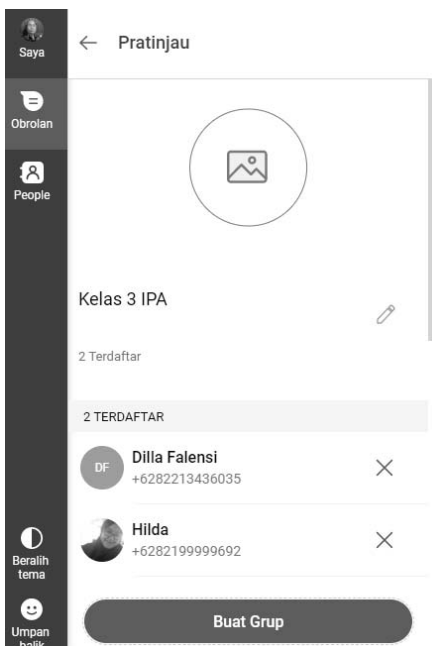 Saya
Obrolan
People
Beralih
tema
Umpan
balik
Pratinjau
Kelas 3 IPA
2 Terdaftar
2 TERDAFTAR
DF
Dilla Falensi
+6282213436035
Hilda
+6282199999692
Buat Grup